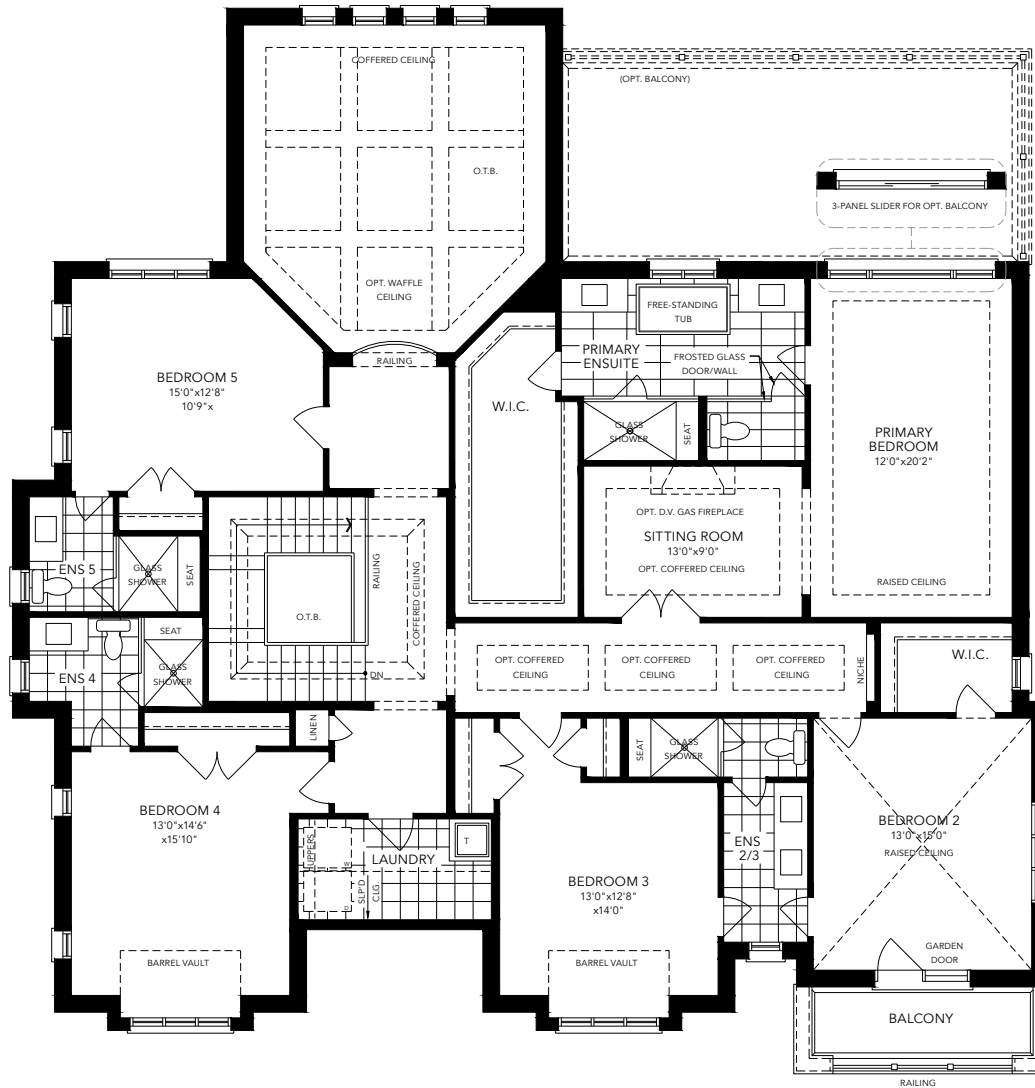 COFFERED CEILING
(OPT. BALCONY)
O.T.B.
3-PANEL SLIDER FOR OPT. BALCONY
OPT. WAFFLE
CEILING
FREE-STANDING
TUB
RAILING
PRIMARY
ENSUITE
FROSTED GLASS
DOOR/WALL
BEDROOM 5
15'0"x12'8"
10'9"x
W.I.C.
GLASS
SHOWER
SEAT
PRIMARY
BEDROOM
12'0"x20'2"
OPT. D.V. GAS FIREPLACE
SITTING ROOM
13'0"x9'0"
OPT. COFFERED CEILING
RAISED CEILING
ENS 5
GLASS
SHOWER
SEAT
RAILING
COFFERED CEILING
O.T.B.
SEAT
ENS 4
GLASS
SHOWER
DN
OPT. COFFERED
CEILING
OPT. COFFERED
CEILING
OPT. COFFERED
CEILING
NICHE
W.I.C.
LINEN
SEAT
GLASS
SHOWER
BEDROOM 4
13'0"x14'6"
x15'10"
UPPERS
W
D
SLP'D
CLG.
LAUNDRY
T
ENS
2/3
BEDROOM 2
13'0"x15'0"
RAISED CEILING
BEDROOM 3
13'0"x12'8"
x14'0"
BARREL VAULT
BARREL VAULT
GARDEN
DOOR
BALCONY
RAILING